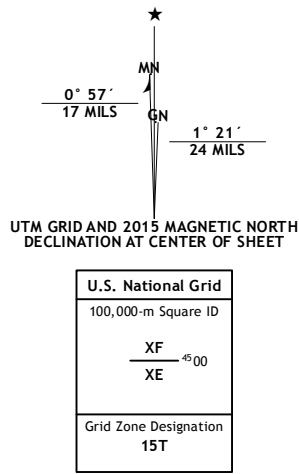 MN
0° 57´
17 MILS
GN
1° 21´
24 MILS
UTM GRID AND 2015 MAGNETIC NORTH
DECLINATION AT CENTER OF SHEET
U.S. National Grid
100,000-m Square ID
XF
4500
XE
Grid Zone Designation
15T